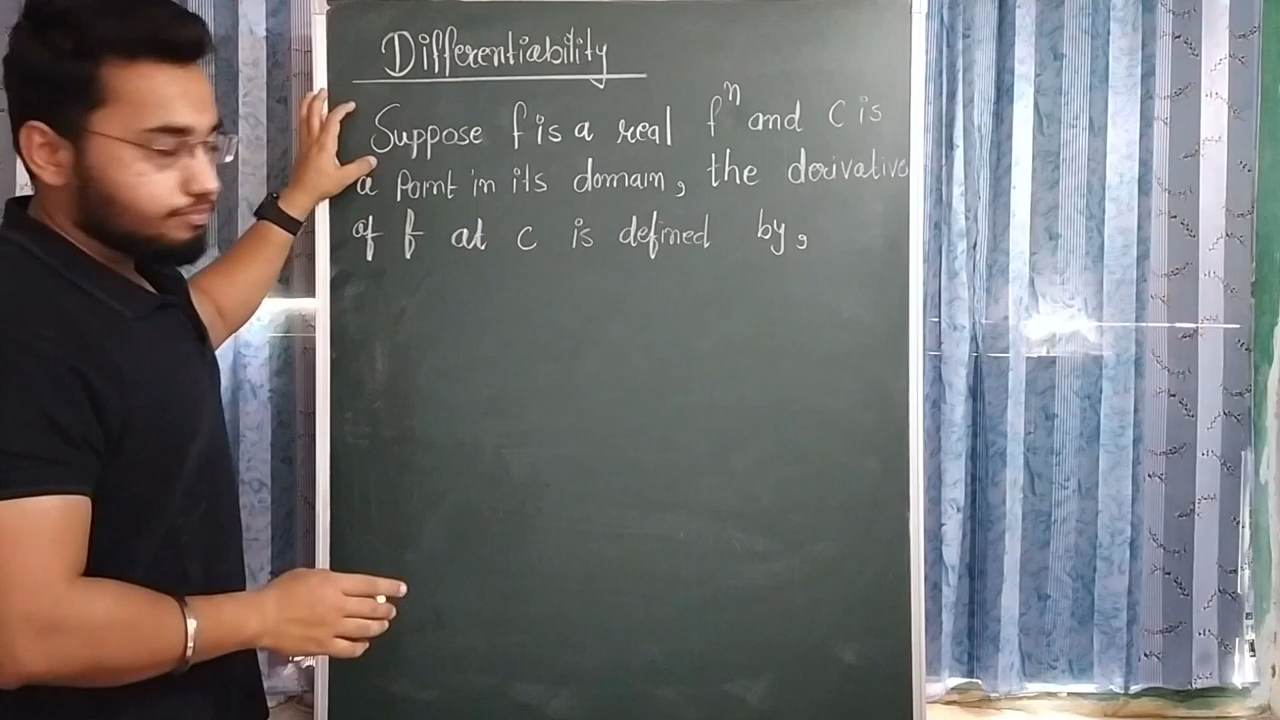 Differentiability
Suppose f is a real fⁿ and c is
a point in its domain, the derivative
of f at c is defined by,